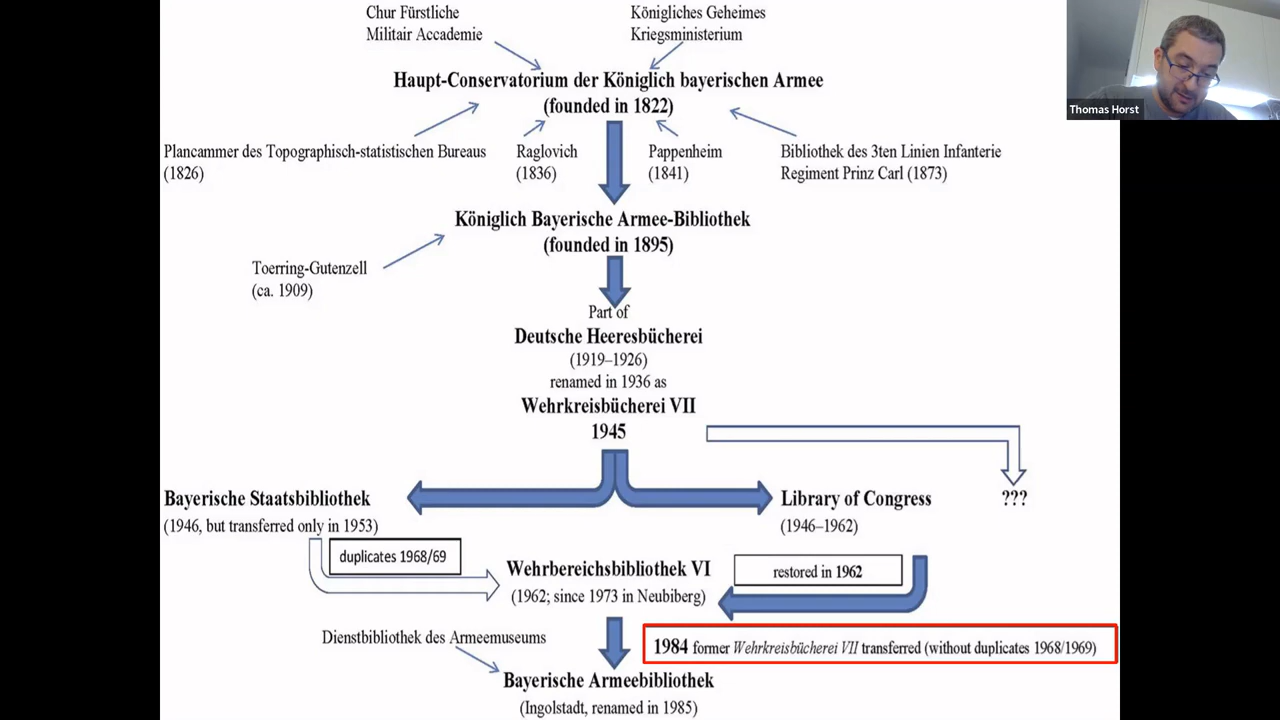 Chur Fürstliche
Militair Accademie
Königliches Geheimes
Kriegsministerium
Thomas Horst
Haupt-Conservatorium der Königlich bayerischen Armee
(founded in 1822)
Plancammer des Topographisch-statistischen Bureaus
(1826)
Raglovich
(1836)
Pappenheim
(1841)
Bibliothek des 3ten Linien Infanterie
Regiment Prinz Carl (1873)
Königlich Bayerische Armee-Bibliothek
(founded in 1895)
Toerring-Gutenzell
(ca. 1909)
Part of
Deutsche Heeresbücherei
(1919–1926)
renamed in 1936 as
Wehrkreisbücherei VII
1945
Bayerische Staatsbibliothek
(1946, but transferred only in 1953)
Library of Congress
(1946–1962)
???
duplicates 1968/69
Wehrbereichsbibliothek VI
(1962; since 1973 in Neubiberg)
restored in 1962
Dienstbibliothek des Armeemuseums
1984 former Wehrkreisbücherei VII transferred (without duplicates 1968/1969)
Bayerische Armeebibliothek
(Ingolstadt, renamed in 1985)